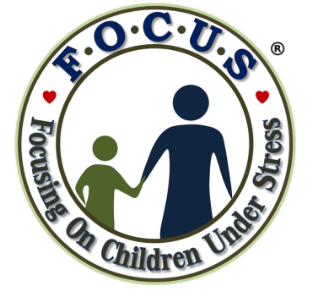 F·O·C·U·S
®
Focusing On Children Under Stress